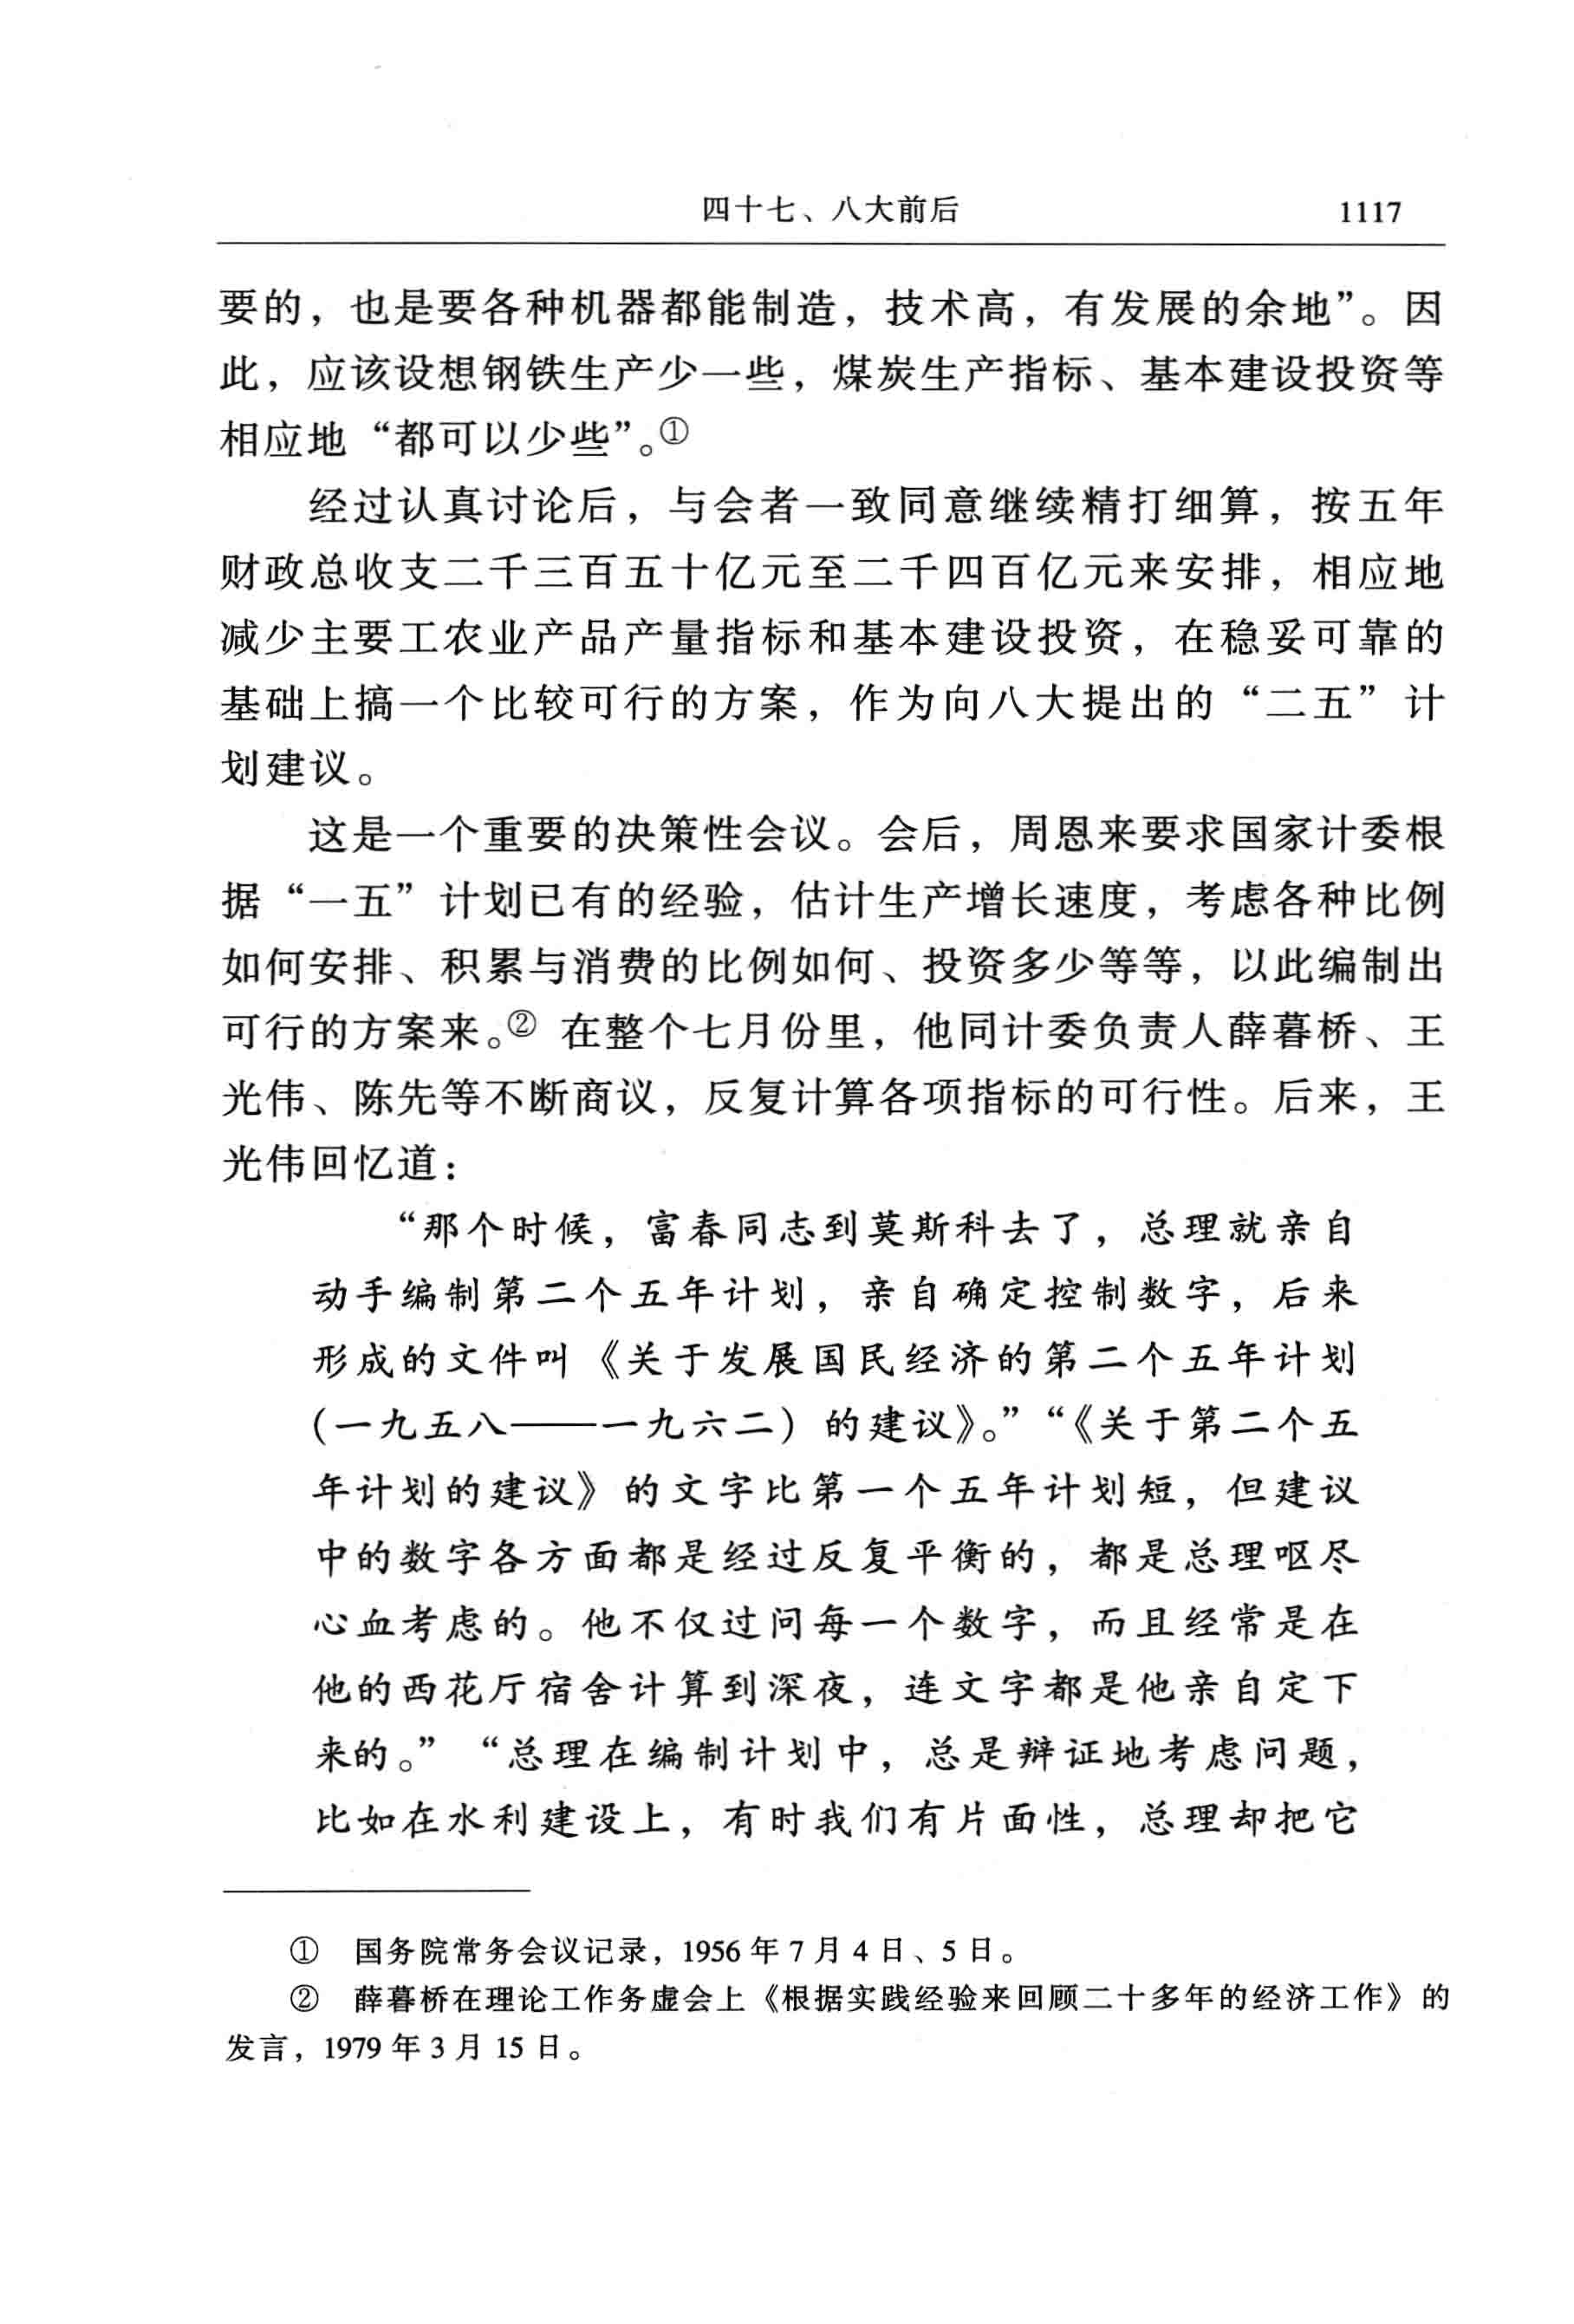 四十七、八大前后 1117
要的，也是要各种机器都能制造，技术高，有发展的余地”。因
此，应该设想钢铁生产少一些，煤炭生产指标、基本建设投资等
相应地“都可以少些”。①
经过认真讨论后，与会者一致同意继续精打细算，按五年
财政总收支二千三百五十亿元至二千四百亿元来安排，相应地
减少主要工农业产品产量指标和基本建设投资，在稳妥可靠的
基础上搞一个比较可行的方案，作为向八大提出的“二五”计
划建议。
这是一个重要的决策性会议。会后，周恩来要求国家计委根
据“一五”计划已有的经验，估计生产增长速度，考虑各种比例
如何安排、积累与消费的比例如何、投资多少等等，以此编制出
可行的方案来。② 在整个七月份里，他同计委负责人薛暮桥、王
光伟、陈先等不断商议，反复计算各项指标的可行性。后来，王
光伟回忆道：
“那个时候，富春同志到莫斯科去了，总理就亲自
动手编制第二个五年计划，亲自确定控制数字，后来
形成的文件叫《关于发展国民经济的第二个五年计划
（一九五八——一九六二）的建议》。”“《关于第二个五
年计划的建议》的文字比第一个五年计划短，但建议
中的数字各方面都是经过反复平衡的，都是总理呕尽
心血考虑的。他不仅过问每一个数字，而且经常是在
他的西花厅宿舍计算到深夜，连文字都是他亲自定下
来的。”“总理在编制计划中，总是辩证地考虑问题，
比如在水利建设上，有时我们有片面性，总理却把它
① 国务院常务会议记录，1956 年 7 月 4 日、5 日。
② 薛暮桥在理论工作务虚会上《根据实践经验来回顾二十多年的经济工作》的
发言，1979 年 3 月 15 日。